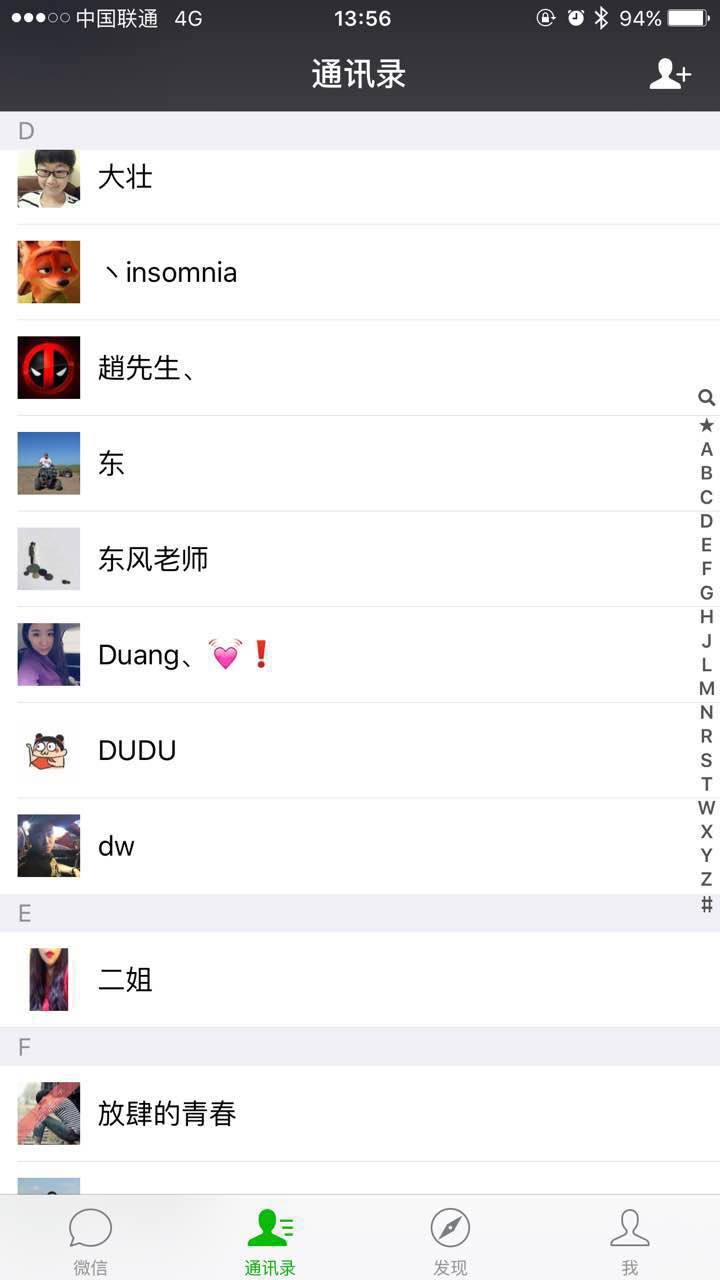 中国联通 4G 13:56 94%
通讯录
D
大壮
丶insomnia
趙先生、
东
东风老师
Duang、💓❗
DUDU
dw
E
二姐
F
放肆的青春
★
A
B
C
D
E
F
G
H
J
L
M
N
R
S
T
W
X
Y
Z
#
微信 通讯录 发现 我